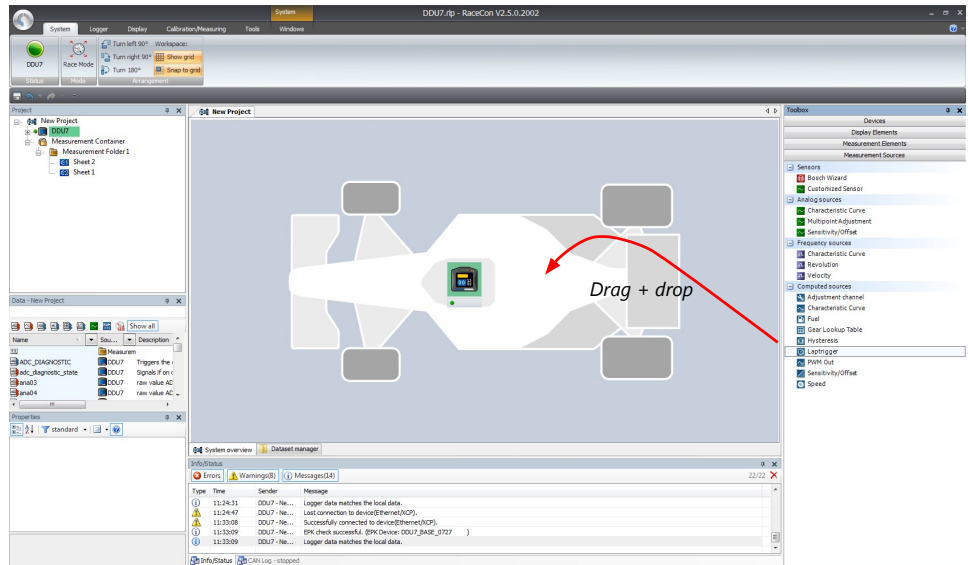 System
DDU7.rlp - RaceCon V2.5.0.2002
System Logger Display Calibration/Measuring Tools Windows
DDU7
Race Mode
Turn left 90° Workspace:
Turn right 90° Show grid
Turn 180° Snap to grid
Status Mode Arrangement
Project
New Project
DDU7
Measurement Container
Measurement Folder 1
Sheet 2
Sheet 1
New Project
Drag + drop
Data - New Project
Show all
Name Sou... Description
Measurem
ADC_DIAGNOSTIC DDU7 Triggers the
adc_diagnostic_state DDU7 Signals if on
ana03 DDU7 raw value AD
ana04 DDU7 raw value AD
Properties
standard
System overview Dataset manager
Info/Status
Errors Warnings(8) Messages(14) 22/22
Type Time Sender Message
11:24:31 DDU7 - Ne... Logger data matches the local data.
11:24:47 DDU7 - Ne... Lost connection to device(Ethernet/XCP).
11:33:08 DDU7 - Ne... Successfully connected to device(Ethernet/XCP).
11:33:09 DDU7 - Ne... EPK check successful. (EPK Device: DDU7_BASE_0727 )
11:33:09 DDU7 - Ne... Logger data matches the local data.
Info/Status CAN Log - stopped
Toolbox
Devices
Display Elements
Measurement Elements
Measurement Sources
Sensors
Bosch Wizard
Customized Sensor
Analog sources
Characteristic Curve
Multipoint Adjustment
Sensitivity/Offset
Frequency sources
Characteristic Curve
Revolution
Velocity
Computed sources
Adjustment channel
Characteristic Curve
Fuel
Gear Lookup Table
Hysteresis
Laptrigger
PWM Out
Sensitivity/Offset
Speed